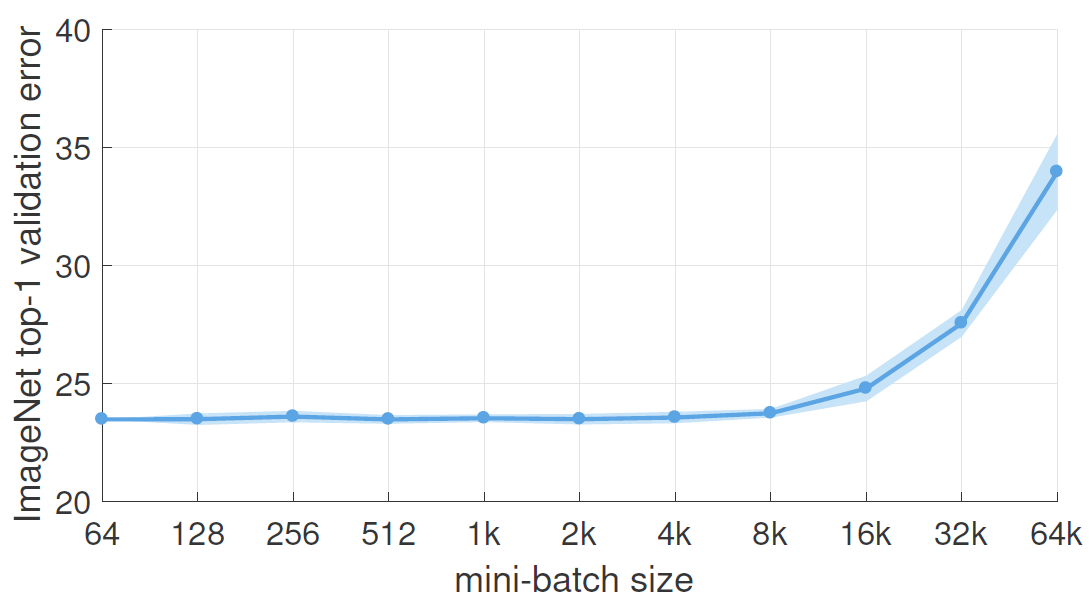 ImageNet top-1 validation error
40
35
30
25
20
64 128 256 512 1k 2k 4k 8k 16k 32k 64k
mini-batch size